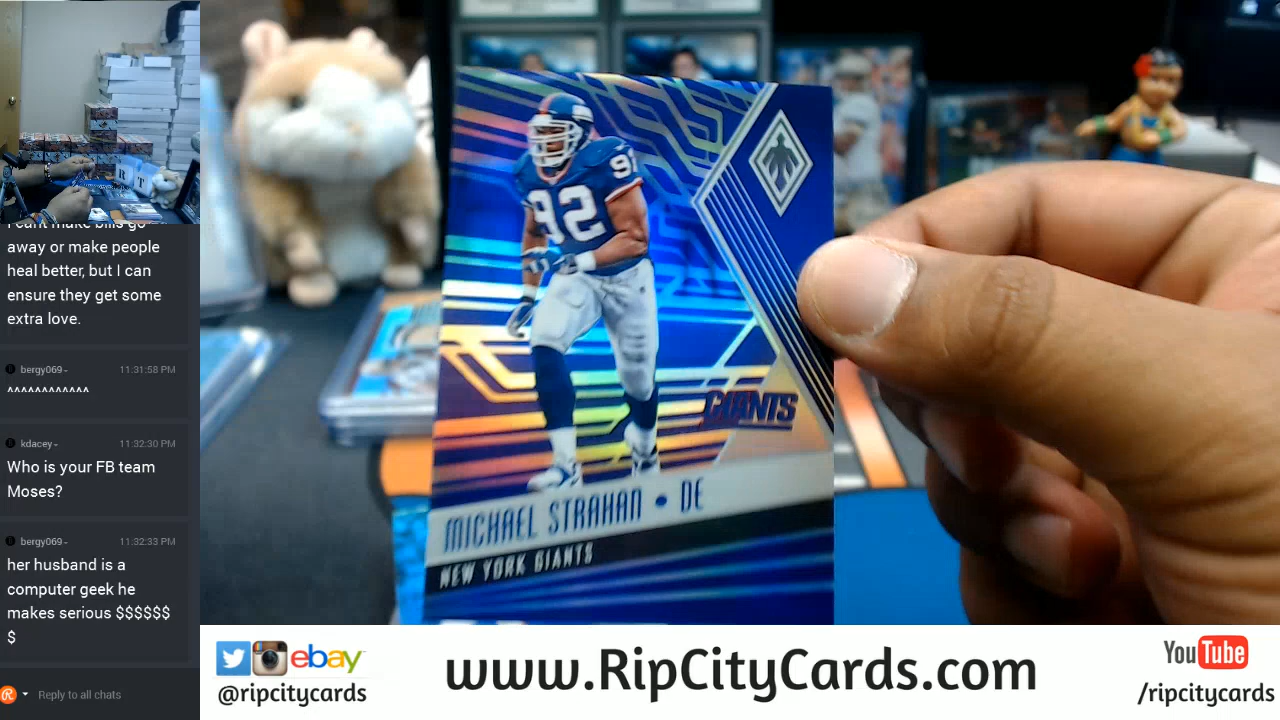 I cant make bills go
away or make people
heal better, but I can
ensure they get some
extra love.
bergy069-
11:31:58 PM
^^^^^^^^^^^^
kdacey-
11:32:30 PM
Who is your FB team
Moses?
bergy069-
11:32:33 PM
her husband is a
computer geek he
makes serious $$$$$$
$
Reply to all chats
92
92
GIANTS
MICHAEL STRAHAN • DE
NEW YORK GIANTS
ebay
@ripcitycards
www.RipCityCards.com
YouTube
/ripcitycards